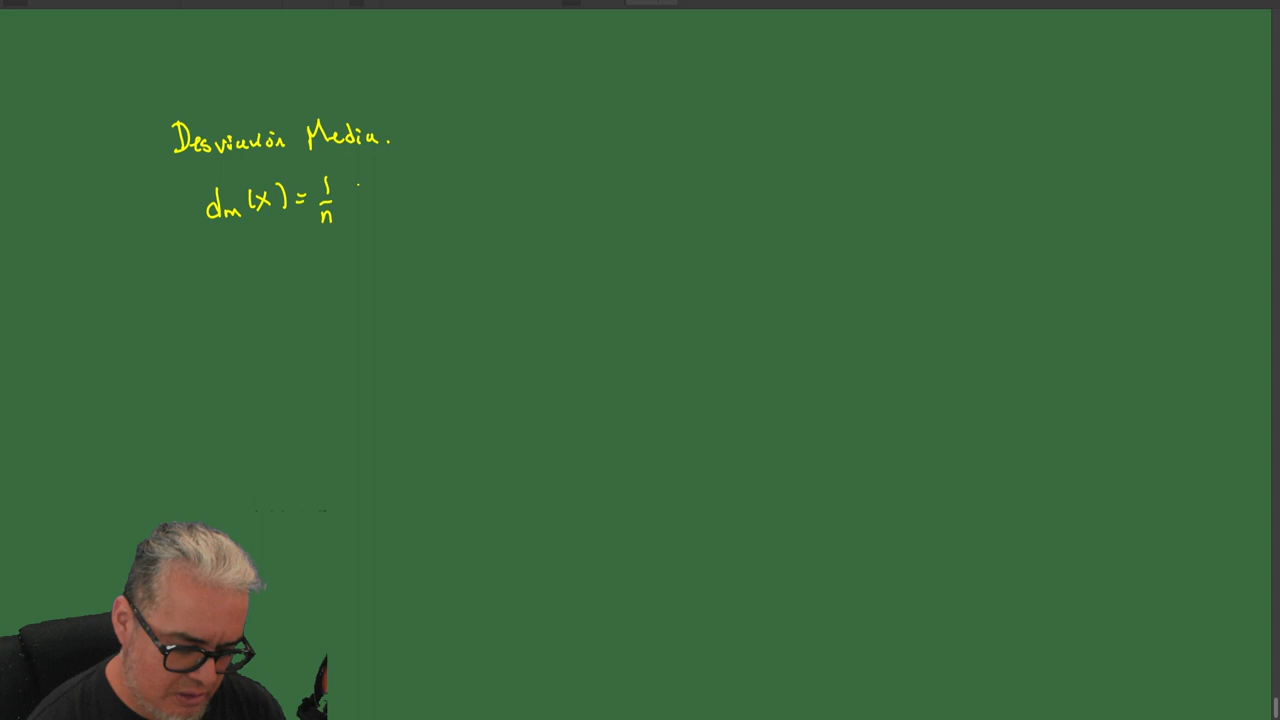 Desviación Media.
dm(x) = 1/n